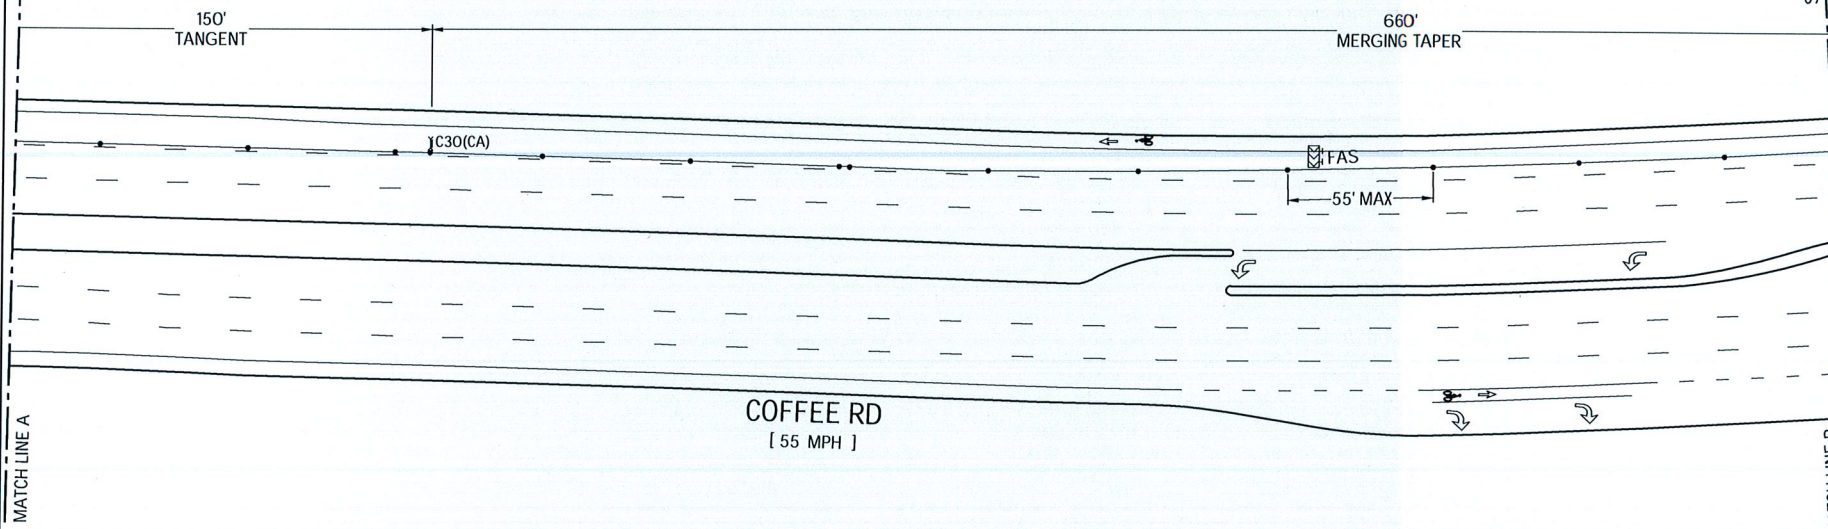 150'
TANGENT
660'
MERGING TAPER
C30(CA)
FAS
55' MAX
COFFEE RD
[ 55 MPH ]
MATCH LINE A